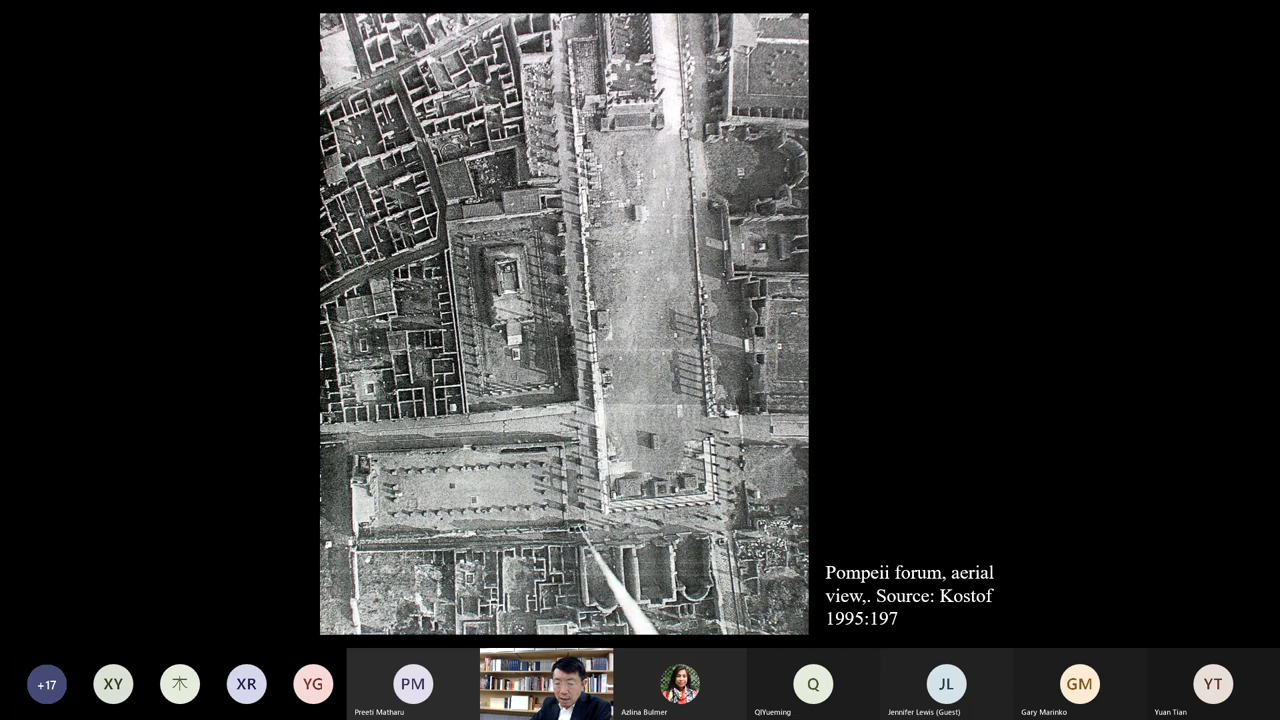 Pompeii forum, aerial
view,. Source: Kostof
1995:197
+17
XY
木
XR
YG
PM
Preeti Matharu
Azlina Bulmer
Q
QIYueming
JL
Jennifer Lewis (Guest)
GM
Gary Marinko
YT
Yuan Tian